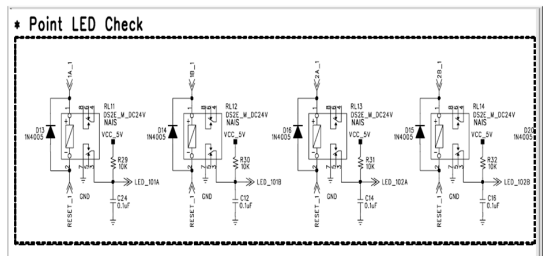 * Point LED Check
1A_1
RL11
DS2E_M_DC24V
NAIS
D13
1N4005
VCC_5V
R29
10K
LED_101A
GND
C24
0.1uF
RESET_1
1B_1
RL12
DS2E_M_DC24V
NAIS
D14
1N4005
VCC_5V
R30
10K
LED_101B
GND
C12
0.1uF
RESET_1
2A_1
RL13
DS2E_M_DC24V
NAIS
D16
1N4005
VCC_5V
R31
10K
LED_102A
GND
C14
0.1uF
RESET_1
2B_1
RL14
DS2E_M_DC24V
NAIS
D15
1N4005
VCC_5V
R32
10K
LED_102B
GND
C16
0.1uF
RESET_1
D20
1N4005